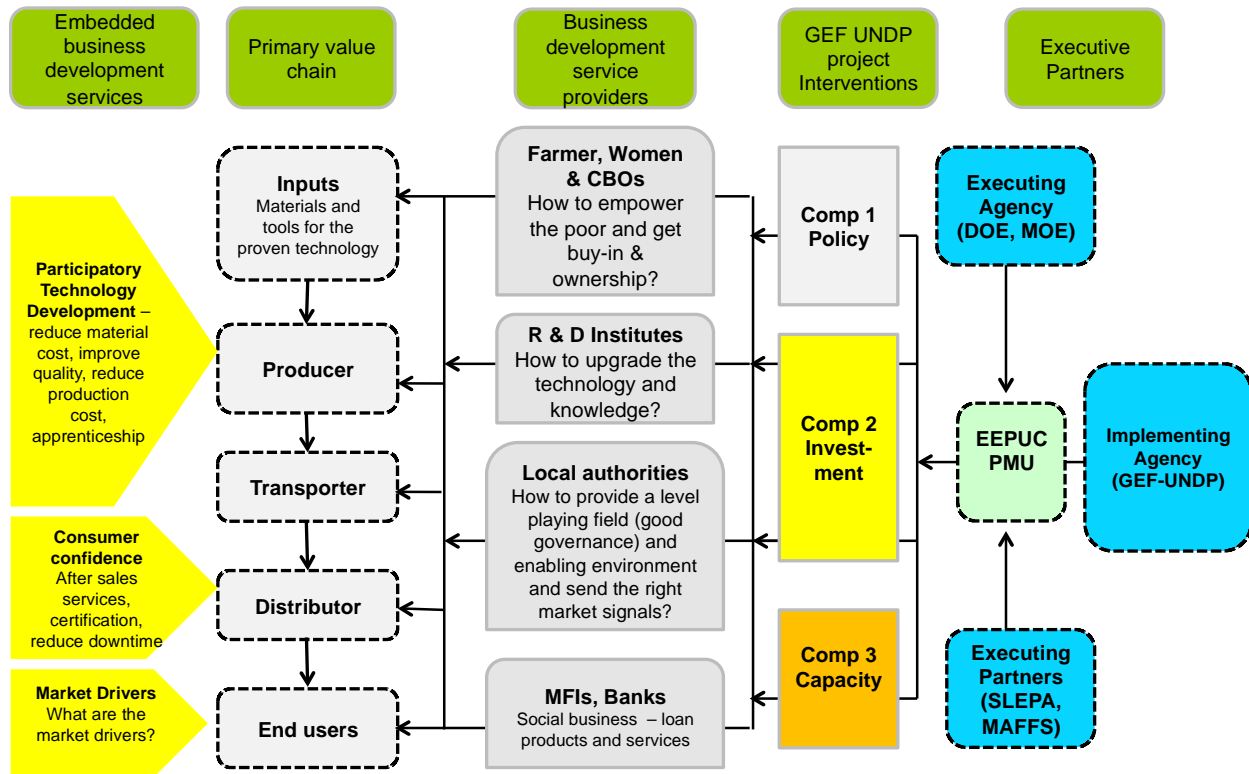 Embedded
business
development
services
Primary value
chain
Business
development
service
providers
GEF UNDP
project
Interventions
Executive
Partners
Participatory
Technology
Development –
reduce material
cost, improve
quality, reduce
production
cost,
apprenticeship
Consumer
confidence
After sales
services,
certification,
reduce downtime
Market Drivers
What are the
market drivers?
Inputs
Materials and
tools for the
proven technology
Producer
Transporter
Distributor
End users
Farmer, Women
& CBOs
How to empower
the poor and get
buy-in &
ownership?
R & D Institutes
How to upgrade the
technology and
knowledge?
Local authorities
How to provide a level
playing field (good
governance) and
enabling environment
and send the right
market signals?
MFIs, Banks
Social business – loan
products and services
Comp 1
Policy
Comp 2
Invest-
ment
Comp 3
Capacity
Executing
Agency
(DOE, MOE)
EEPUC
PMU
Implementing
Agency
(GEF-UNDP)
Executing
Partners
(SLEPA,
MAFFS)